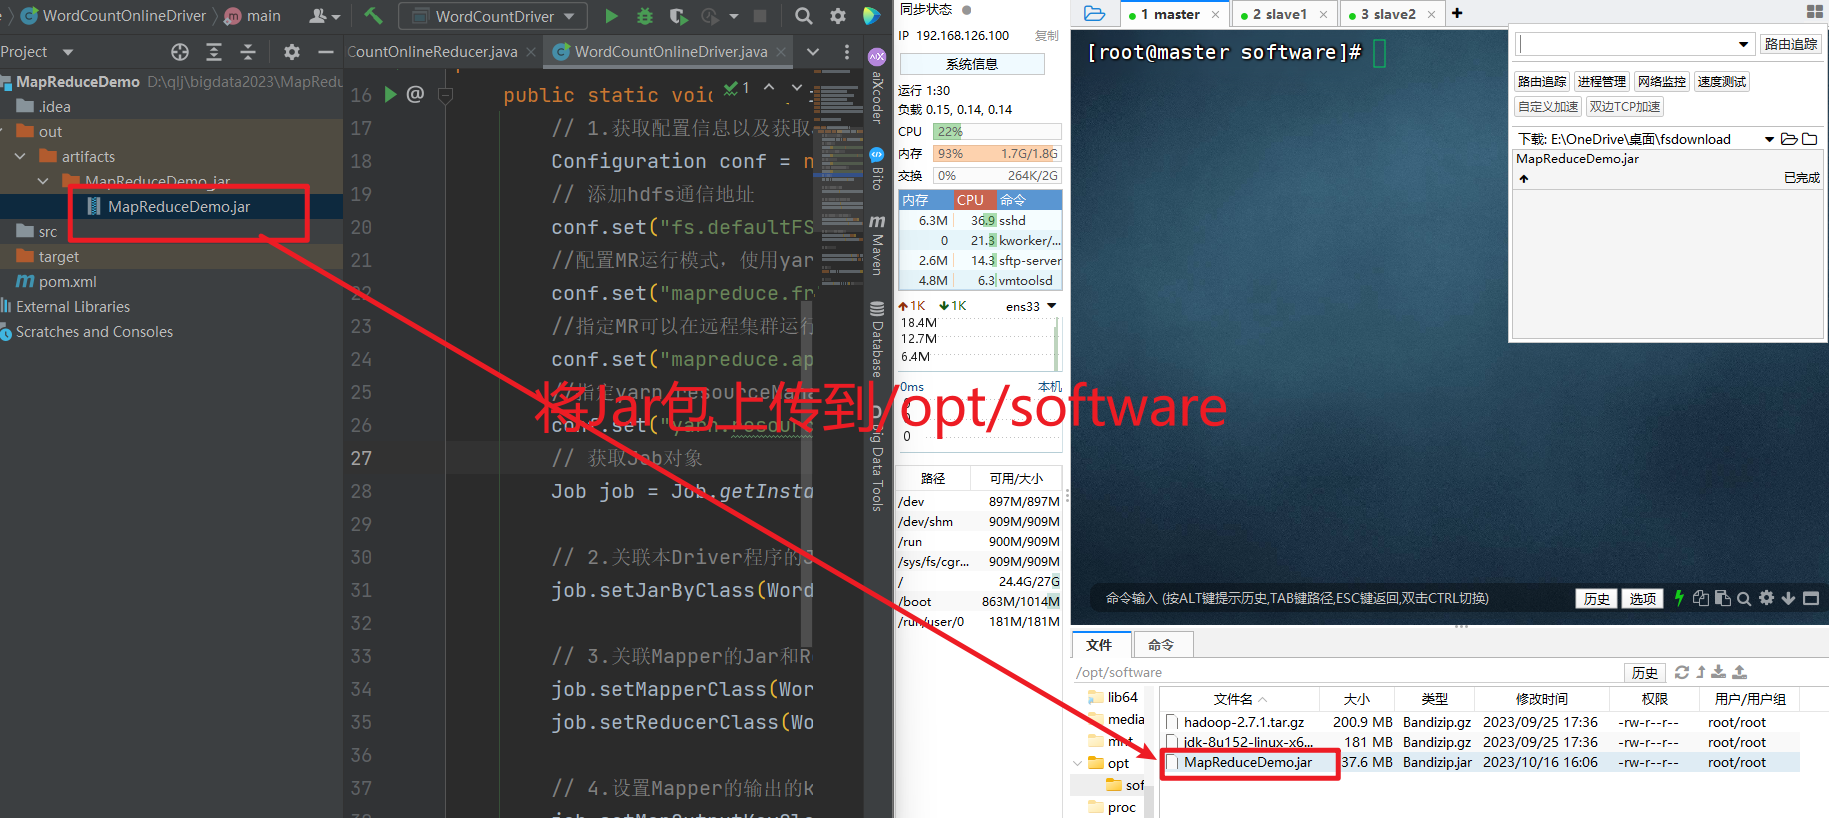 WordCountOnlineDriver
main
WordCountDriver
Project
CountOnlineReducer.java
WordCountOnlineDriver.java
MapReduceDemo D:\qlj\bigdata2023\MapRedu
.idea
out
artifacts
MapReduceDemo.jar
MapReduceDemo.jar
src
target
pom.xml
External Libraries
Scratches and Consoles
1
16 @ public static void
17 // 1.获取配置信息以及获取
18 Configuration conf = n
19 // 添加hdfs通信地址
20 conf.set("fs.defaultFS
21 //配置MR运行模式，使用yar
22 conf.set("mapreduce.fr
23 //指定MR可以在远程集群运行
24 conf.set("mapreduce.ap
25 //指定yarn.resourceMana
26 conf.set("yarn.resourc
27 // 获取Job对象
28 Job job = Job.getInsta
29
30 // 2.关联本Driver程序的J
31 job.setJarByClass(Word
32
33 // 3.关联Mapper的Jar和R
34 job.setMapperClass(Wor
35 job.setReducerClass(Wo
36
37 // 4.设置Mapper的输出的k
38 job.setMapOutputKeyCla
aiXcoder
Bito
Maven
Database
Big Data Tools
将Jar包上传到/opt/software
同步状态
IP 192.168.126.100 复制
系统信息
运行 1:30
负载 0.15, 0.14, 0.14
CPU 22%
内存 93% 1.7G/1.8G
交换 0% 264K/2G
内存 CPU 命令
6.3M 36.9 sshd
0 21.3 kworker/...
2.6M 14.3 sftp-server
4.8M 6.3 vmtoolsd
1K 1K ens33
18.4M
12.7M
6.4M
0ms 本机
0
0
0
路径 可用/大小
/dev 897M/897M
/dev/shm 909M/909M
/run 900M/909M
/sys/fs/cgr... 909M/909M
/ 24.4G/27G
/boot 863M/1014M
/run/user/0 181M/181M
1 master
2 slave1
3 slave2
[root@master software]#
路由追踪
路由追踪 进程管理 网络监控 速度测试
自定义加速 双边TCP加速
下载: E:\OneDrive\桌面\fsdownload
MapReduceDemo.jar
已完成
命令输入 (按ALT键提示历史,TAB键路径,ESC键返回,双击CTRL切换)
历史 选项
文件 命令
/opt/software
历史
lib64
media
mnt
opt
sof
proc
文件名 大小 类型 修改时间 权限 用户/用户组
hadoop-2.7.1.tar.gz 200.9 MB Bandizip.gz 2023/09/25 17:36 -rw-r--r-- root/root
jdk-8u152-linux-x6... 181 MB Bandizip.gz 2023/09/25 17:36 -rw-r--r-- root/root
MapReduceDemo.jar 37.6 MB Bandizip.jar 2023/10/16 16:06 -rw-r--r-- root/root